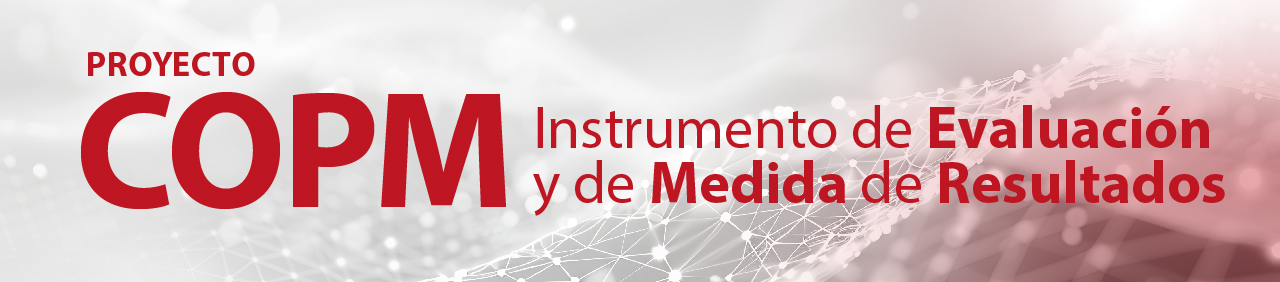 PROYECTO
COPM
Instrumento de Evaluación
y de Medida de Resultados